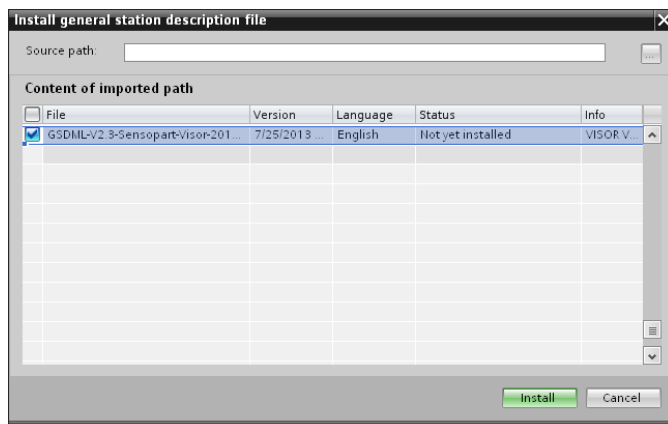 Install general station description file
Source path:
...
Content of imported path
File Version Language Status Info
GSDML-V2.3-Sensopart-Visor-201... 7/25/2013 ... English Not yet installed VISOR V...
Install Cancel